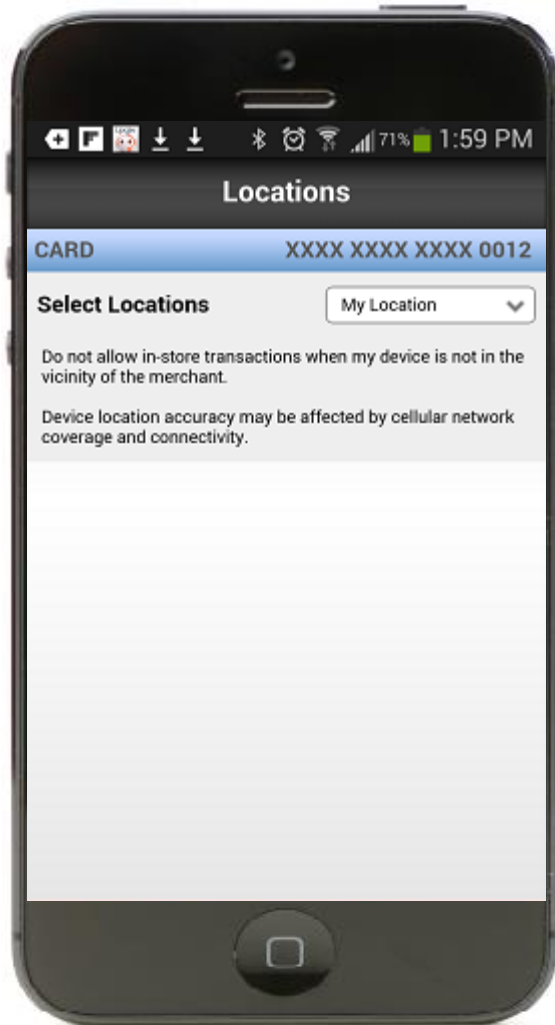 71% 1:59 PM
Locations
CARD XXXX XXXX XXXX 0012
Select Locations My Location
Do not allow in-store transactions when my device is not in the
vicinity of the merchant.
Device location accuracy may be affected by cellular network
coverage and connectivity.